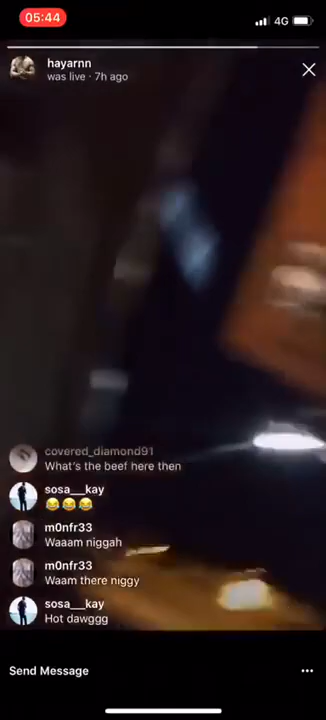 05:44
4G
hayarnn
was live · 7h ago
covered_diamond91
What's the beef here then
sosa__kay
😂😂😂
m0nfr33
Waaam niggah
m0nfr33
Waam there niggy
sosa__kay
Hot dawggg
Send Message